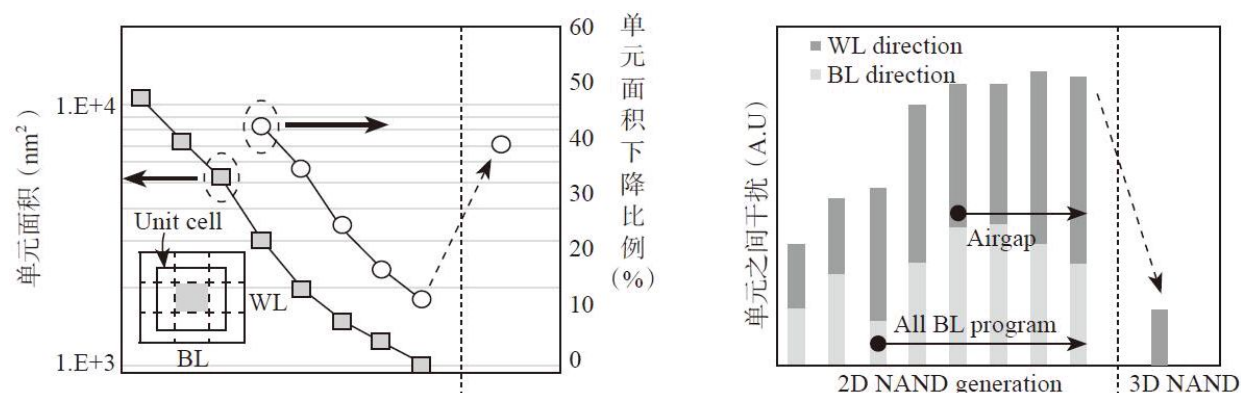 单元面积（nm²）
1.E+4
1.E+3
Unit cell
WL
BL
60
50
40
30
20
10
0
单元面积下降比例(%)
单元之间干扰（A.U）
WL direction
BL direction
Airgap
All BL program
2D NAND generation
3D NAND